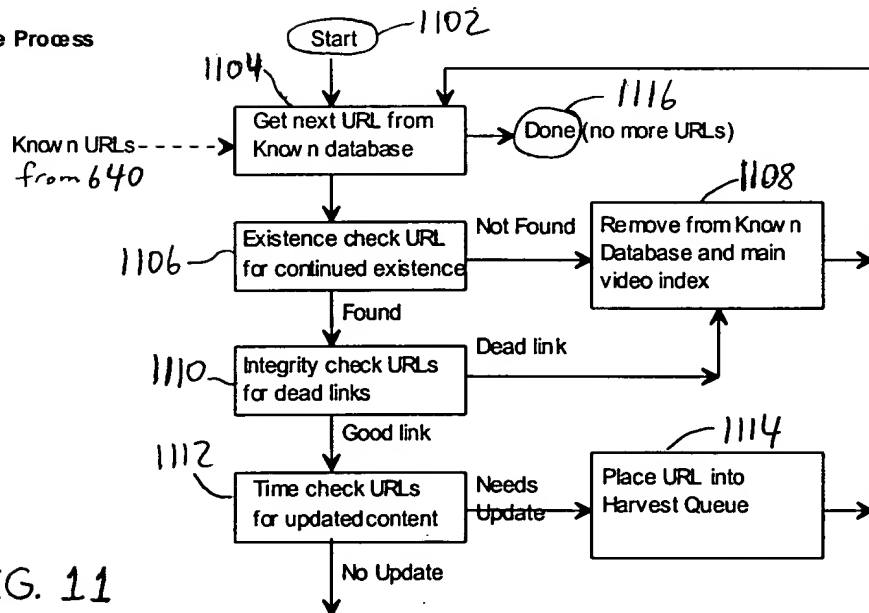 e Process
Start
1102
1104
Get next URL from
Known database
1116
Done (no more URLs)
Known URLs
from 640
1106
Existence check URL
for continued existence
Not Found
1108
Remove from Known
Database and main
video index
Found
1110
Integrity check URLs
for dead links
Dead link
Good link
1112
Time check URLs
for updated content
Needs
Update
1114
Place URL into
Harvest Queue
No Update
G. 11